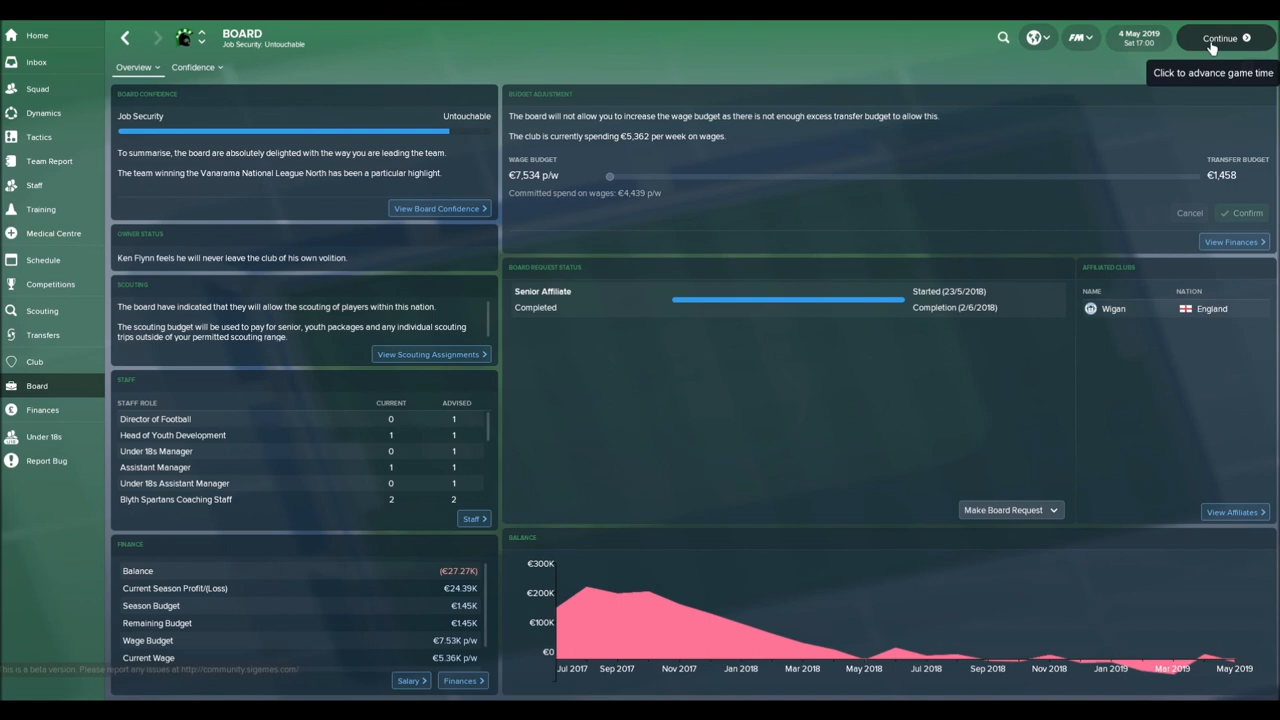 Home
Inbox
Squad
Dynamics
Tactics
Team Report
Staff
Training
Medical Centre
Schedule
Competitions
Scouting
Transfers
Club
Board
Finances
Under 18s
Report Bug
BOARD
Job Security: Untouchable
FM
4 May 2019
Sat 17:00
Continue
Click to advance game time
Overview
Confidence
BOARD CONFIDENCE
Job Security Untouchable
To summarise, the board are absolutely delighted with the way you are leading the team.
The team winning the Vanarama National League North has been a particular highlight.
View Board Confidence >
OWNER STATUS
Ken Flynn feels he will never leave the club of his own volition.
SCOUTING
The board have indicated that they will allow the scouting of players within this nation.
The scouting budget will be used to pay for senior, youth packages and any individual scouting
trips outside of your permitted scouting range.
View Scouting Assignments >
STAFF
STAFF ROLE CURRENT ADVISED
Director of Football 0 1
Head of Youth Development 1 1
Under 18s Manager 0 1
Assistant Manager 1 1
Under 18s Assistant Manager 0 1
Blyth Spartans Coaching Staff 2 2
Staff >
FINANCE
Balance (€27.27K)
Current Season Profit/(Loss) €24.39K
Season Budget €1.45K
Remaining Budget €1.45K
Wage Budget €7.53K p/w
Current Wage €5.36K p/w
Salary >
Finances >
This is a beta version. Please report any issues at http://community.sigames.com/
BUDGET ADJUSTMENT
The board will not allow you to increase the wage budget as there is not enough excess transfer budget to allow this.
The club is currently spending €5,362 per week on wages.
WAGE BUDGET TRANSFER BUDGET
€7,534 p/w €1,458
Committed spend on wages: €4,439 p/w
Cancel
Confirm
View Finances >
BOARD REQUEST STATUS
Senior Affiliate Started (23/5/2018)
Completed Completion (2/6/2018)
Make Board Request
AFFILIATED CLUBS
NAME NATION
Wigan England
View Affiliates >
BALANCE
€300K
€200K
€100K
€0
Jul 2017 Sep 2017 Nov 2017 Jan 2018 Mar 2018 May 2018 Jul 2018 Sep 2018 Nov 2018 Jan 2019 Mar 2019 May 2019